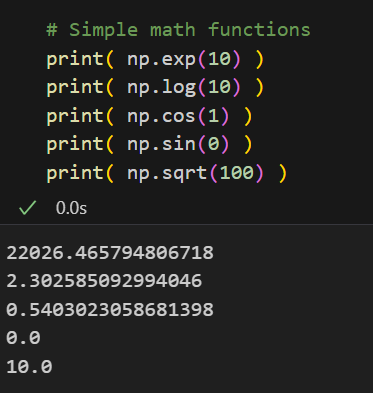 # Simple math functions
print( np.exp(10) )
print( np.log(10) )
print( np.cos(1) )
print( np.sin(0) )
print( np.sqrt(100) )
0.0s
22026.465794806718
2.302585092994046
0.5403023058681398
0.0
10.0